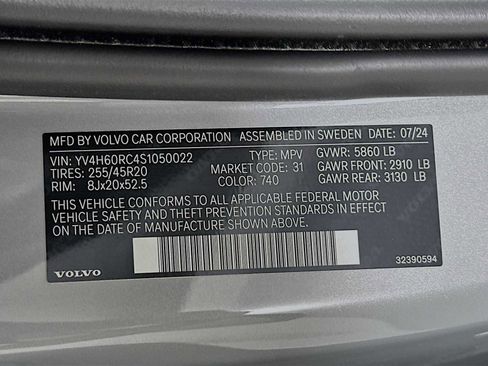 MFD BY VOLVO CAR CORPORATION ASSEMBLED IN SWEDEN DATE: 07/24
VIN: YV4H60RC4S1050022 TYPE: MPV GVWR: 5860 LB
TIRES: 255/45R20 MARKET CODE: 31 GAWR FRONT: 2910 LB
RIM: 8Jx20x52.5 COLOR: 740 GAWR REAR: 3130 LB
THIS VEHICLE CONFORMS TO ALL APPLICABLE FEDERAL MOTOR
VEHICLE SAFETY AND THEFT PREVENTION STANDARDS IN EFFECT ON THE
DATE OF MANUFACTURE SHOWN ABOVE.
VOLVO 32390594